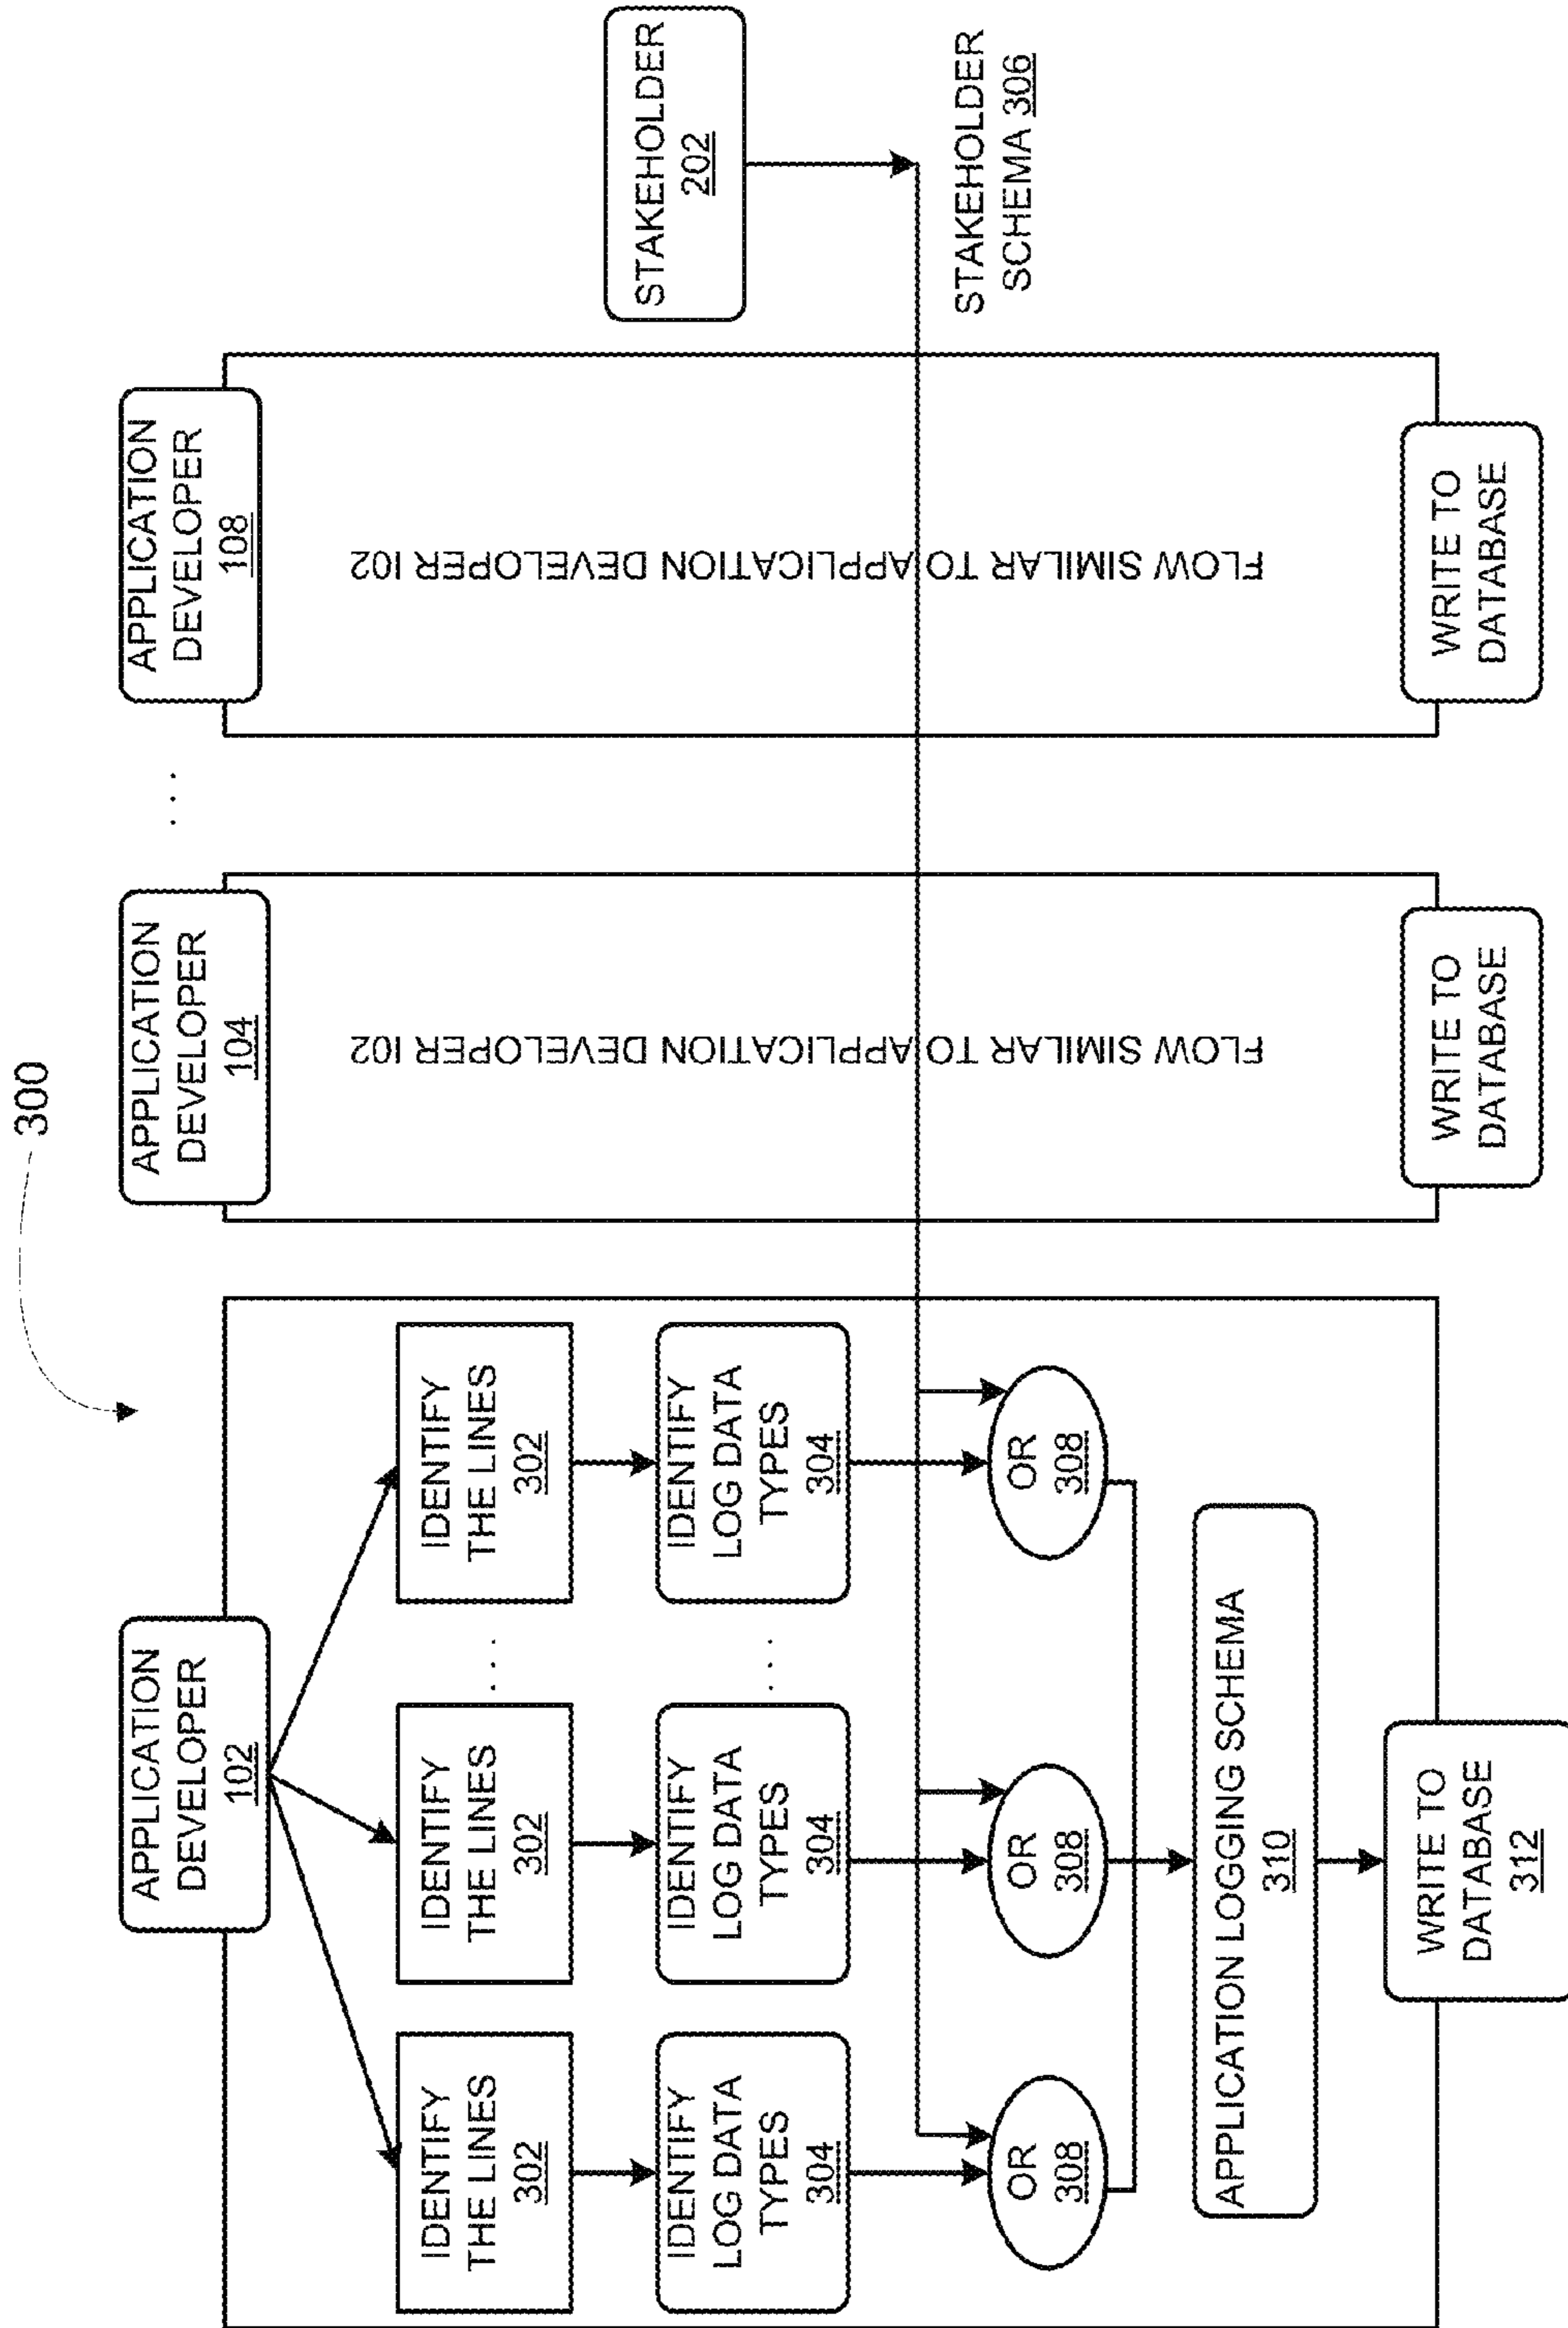 300
APPLICATION
DEVELOPER
102
IDENTIFY
THE LINES
302
IDENTIFY
THE LINES
302
. . .
IDENTIFY
THE LINES
302
IDENTIFY
LOG DATA
TYPES
304
IDENTIFY
LOG DATA
TYPES
304
. . .
IDENTIFY
LOG DATA
TYPES
304
OR
308
OR
308
OR
308
APPLICATION LOGGING SCHEMA
310
WRITE TO
DATABASE
312
APPLICATION
DEVELOPER
104
FLOW SIMILAR TO APPLICATION DEVELOPER I02
WRITE TO
DATABASE
. . .
APPLICATION
DEVELOPER
108
FLOW SIMILAR TO APPLICATION DEVELOPER I02
WRITE TO
DATABASE
STAKEHOLDER
202
STAKEHOLDER
SCHEMA 306